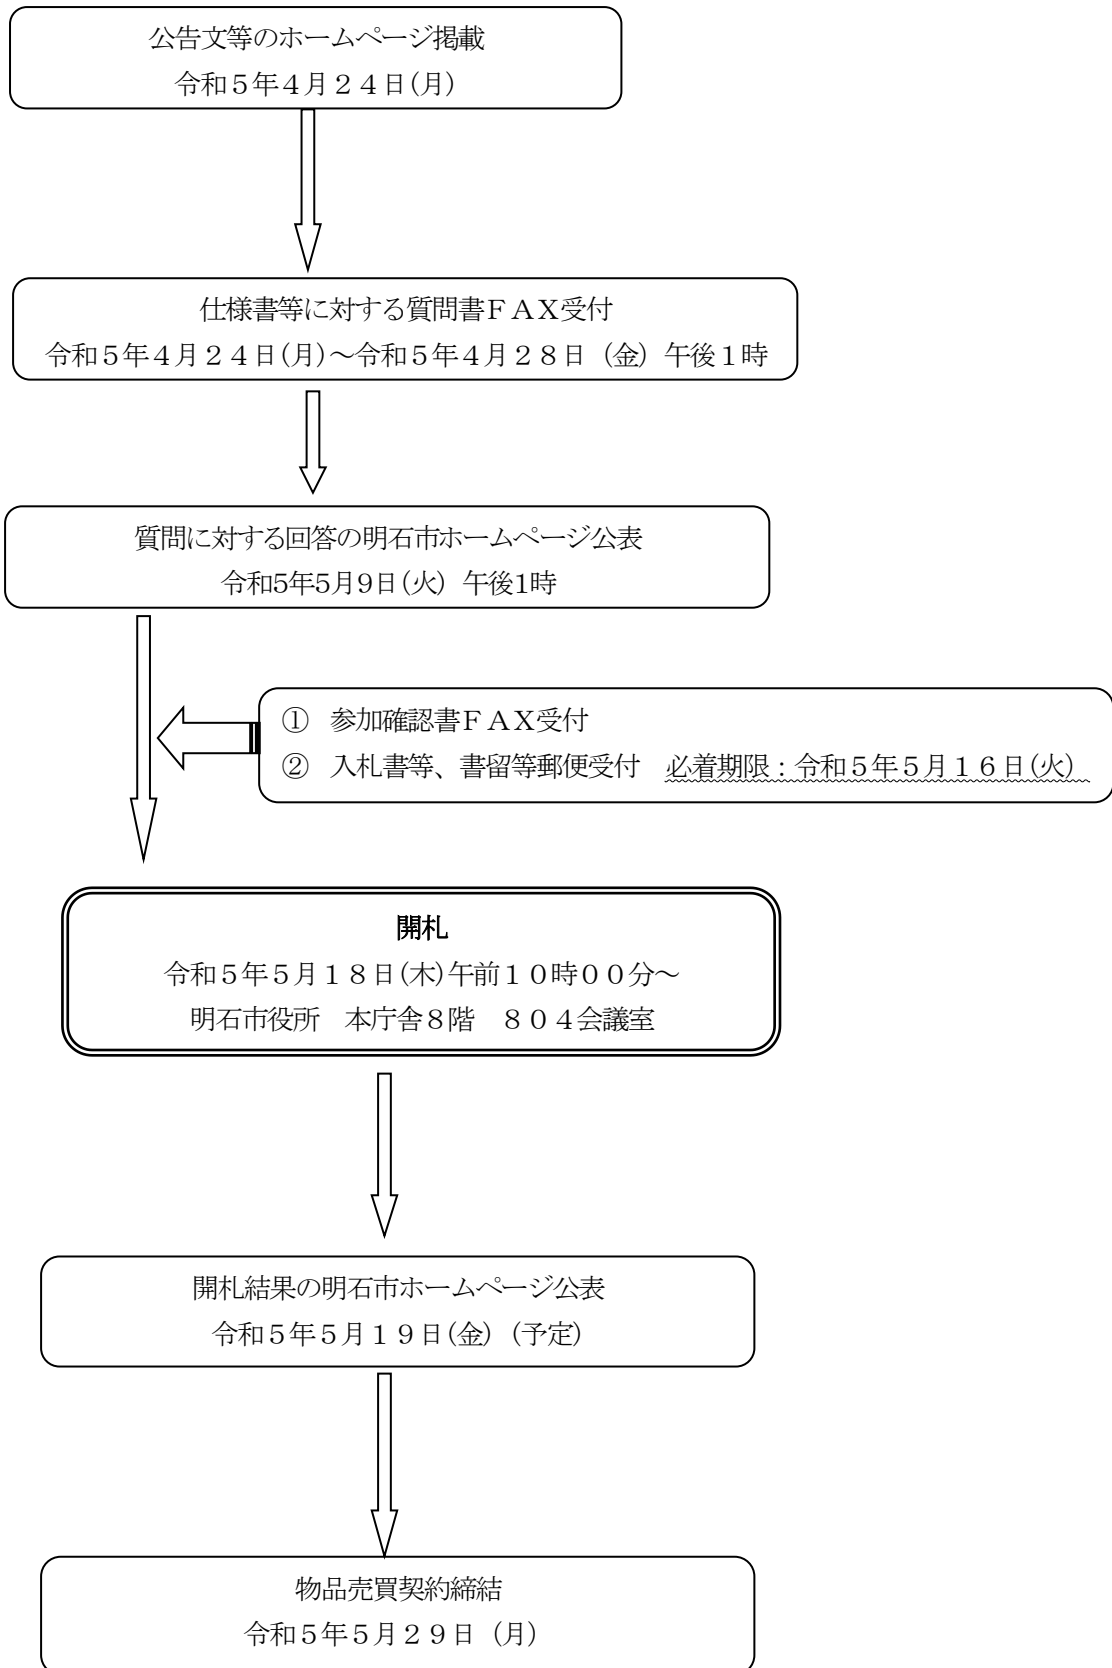 公告文等のホームページ掲載
令和５年４月２４日(月)
仕様書等に対する質問書ＦＡＸ受付
令和５年４月２４日(月)～令和５年４月２８日（金）午後１時
質問に対する回答の明石市ホームページ公表
令和5年5月9日(火）午後1時
①　参加確認書ＦＡＸ受付
②　入札書等、書留等郵便受付　必着期限：令和５年５月１６日(火)
開札
令和５年５月１８日(木)午前１０時００分～
明石市役所　本庁舎８階　８０４会議室
開札結果の明石市ホームページ公表
令和５年５月１９日(金)（予定）
物品売買契約締結
令和５年５月２９日（月）